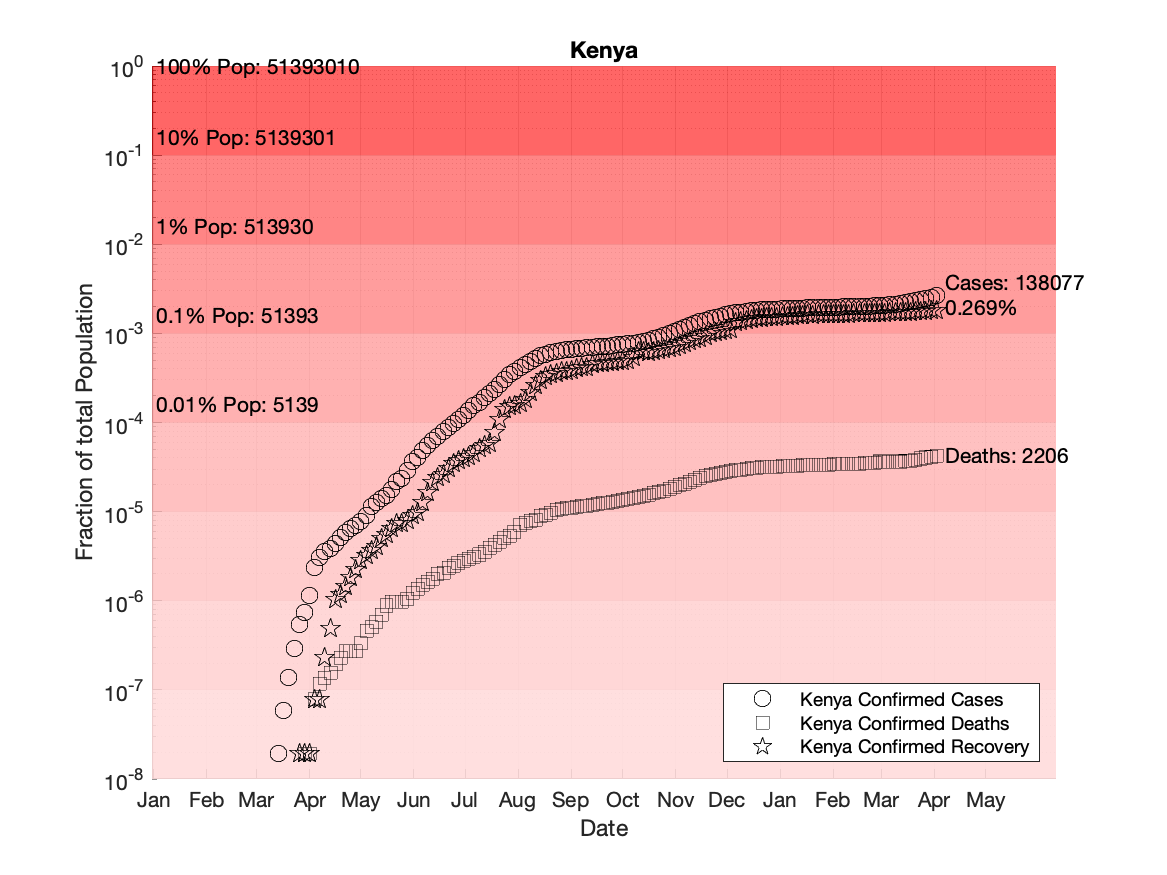 Kenya
10^0
100% Pop: 51393010
10% Pop: 5139301
10^-1
1% Pop: 513930
10^-2
Cases: 138077
0.269%
0.1% Pop: 51393
10^-3
0.01% Pop: 5139
10^-4
Deaths: 2206
10^-5
10^-6
10^-7
10^-8
Fraction of total Population
Kenya Confirmed Cases
Kenya Confirmed Deaths
Kenya Confirmed Recovery
Jan Feb Mar Apr May Jun Jul Aug Sep Oct Nov Dec Jan Feb Mar Apr May
Date